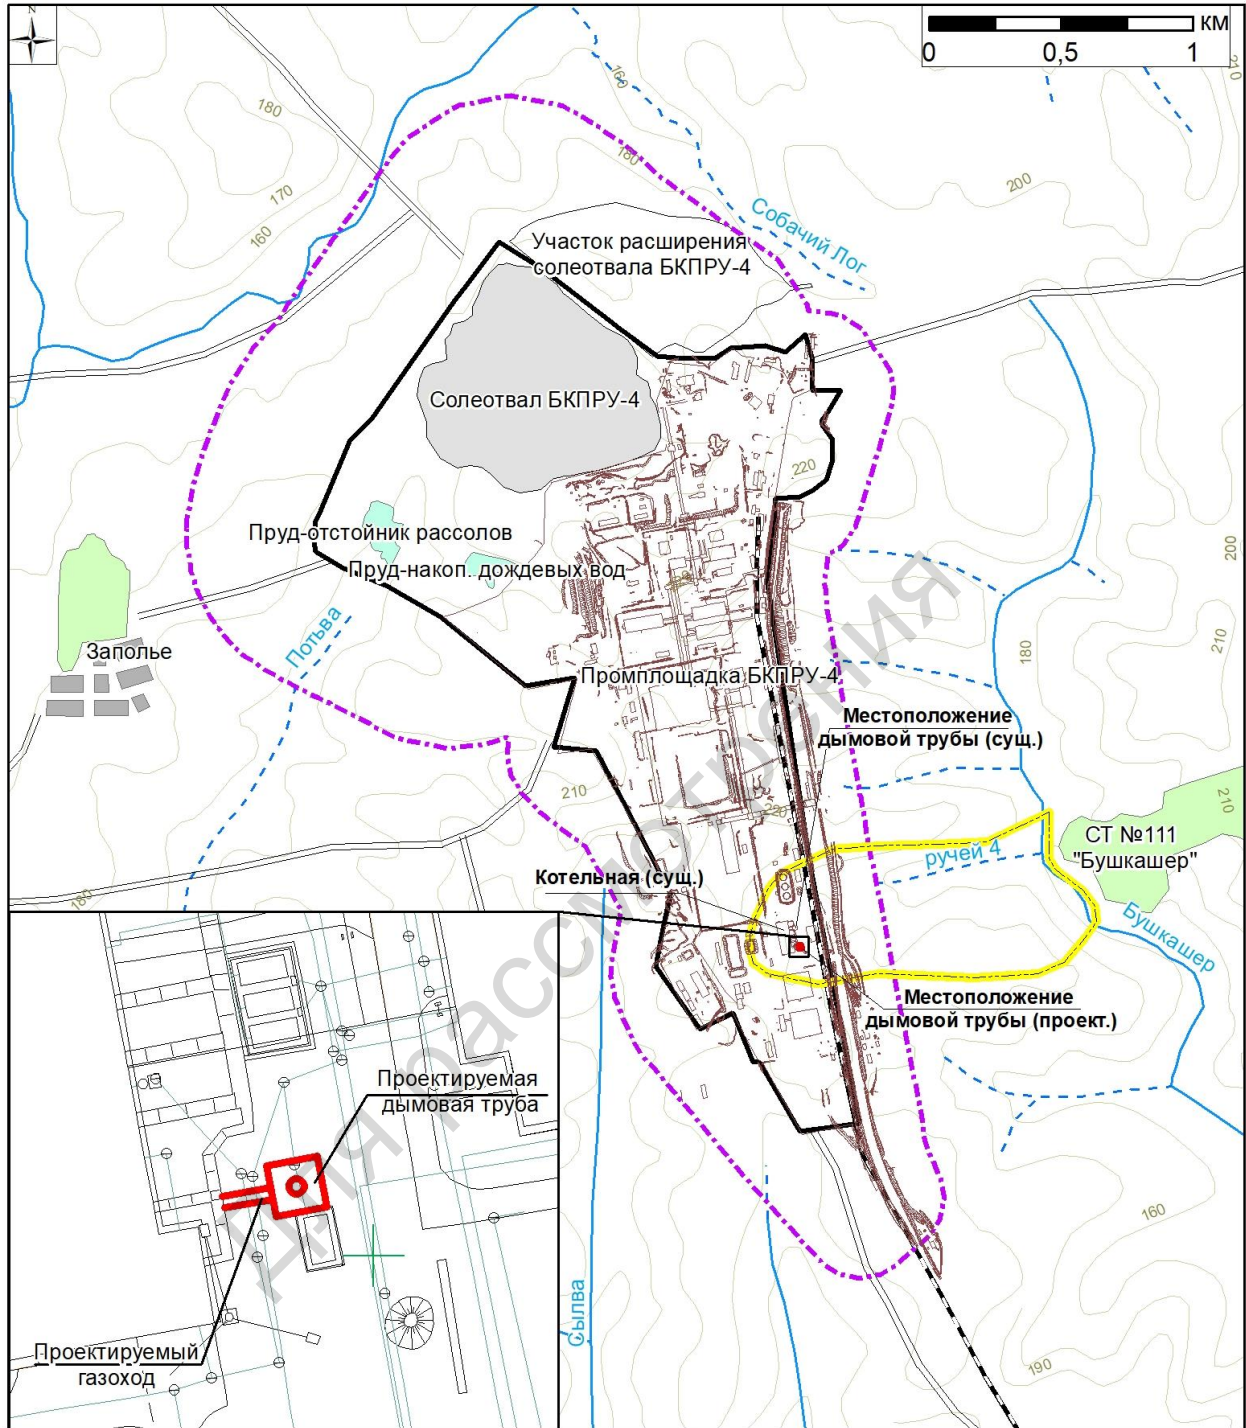 N
КМ
0 0,5 1
210
180
160
180
170
160
200
Собачий Лог
Участок расширения
солеотвала БКПРУ-4
Солеотвал БКПРУ-4
220
Пруд-отстойник рассолов
Пруд-накоп. дождевых вод
200
210
180
Потьва
Заполье
Промплощадка БКПРУ-4
Местоположение
дымовой трубы (сущ.)
210
220
210
СТ №111
"Бушкашер"
ручей 4
Котельная (сущ.)
180
Бушкашер
Местоположение
дымовой трубы (проект.)
Проектируемая
дымовая труба
160
Сылва
Проектируемый
газоход
190
Для рассмотрения